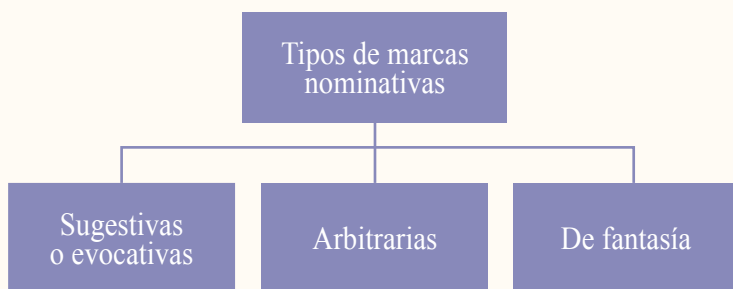 Tipos de marcas
nominativas
Sugestivas
o evocativas
Arbitrarias
De fantasía